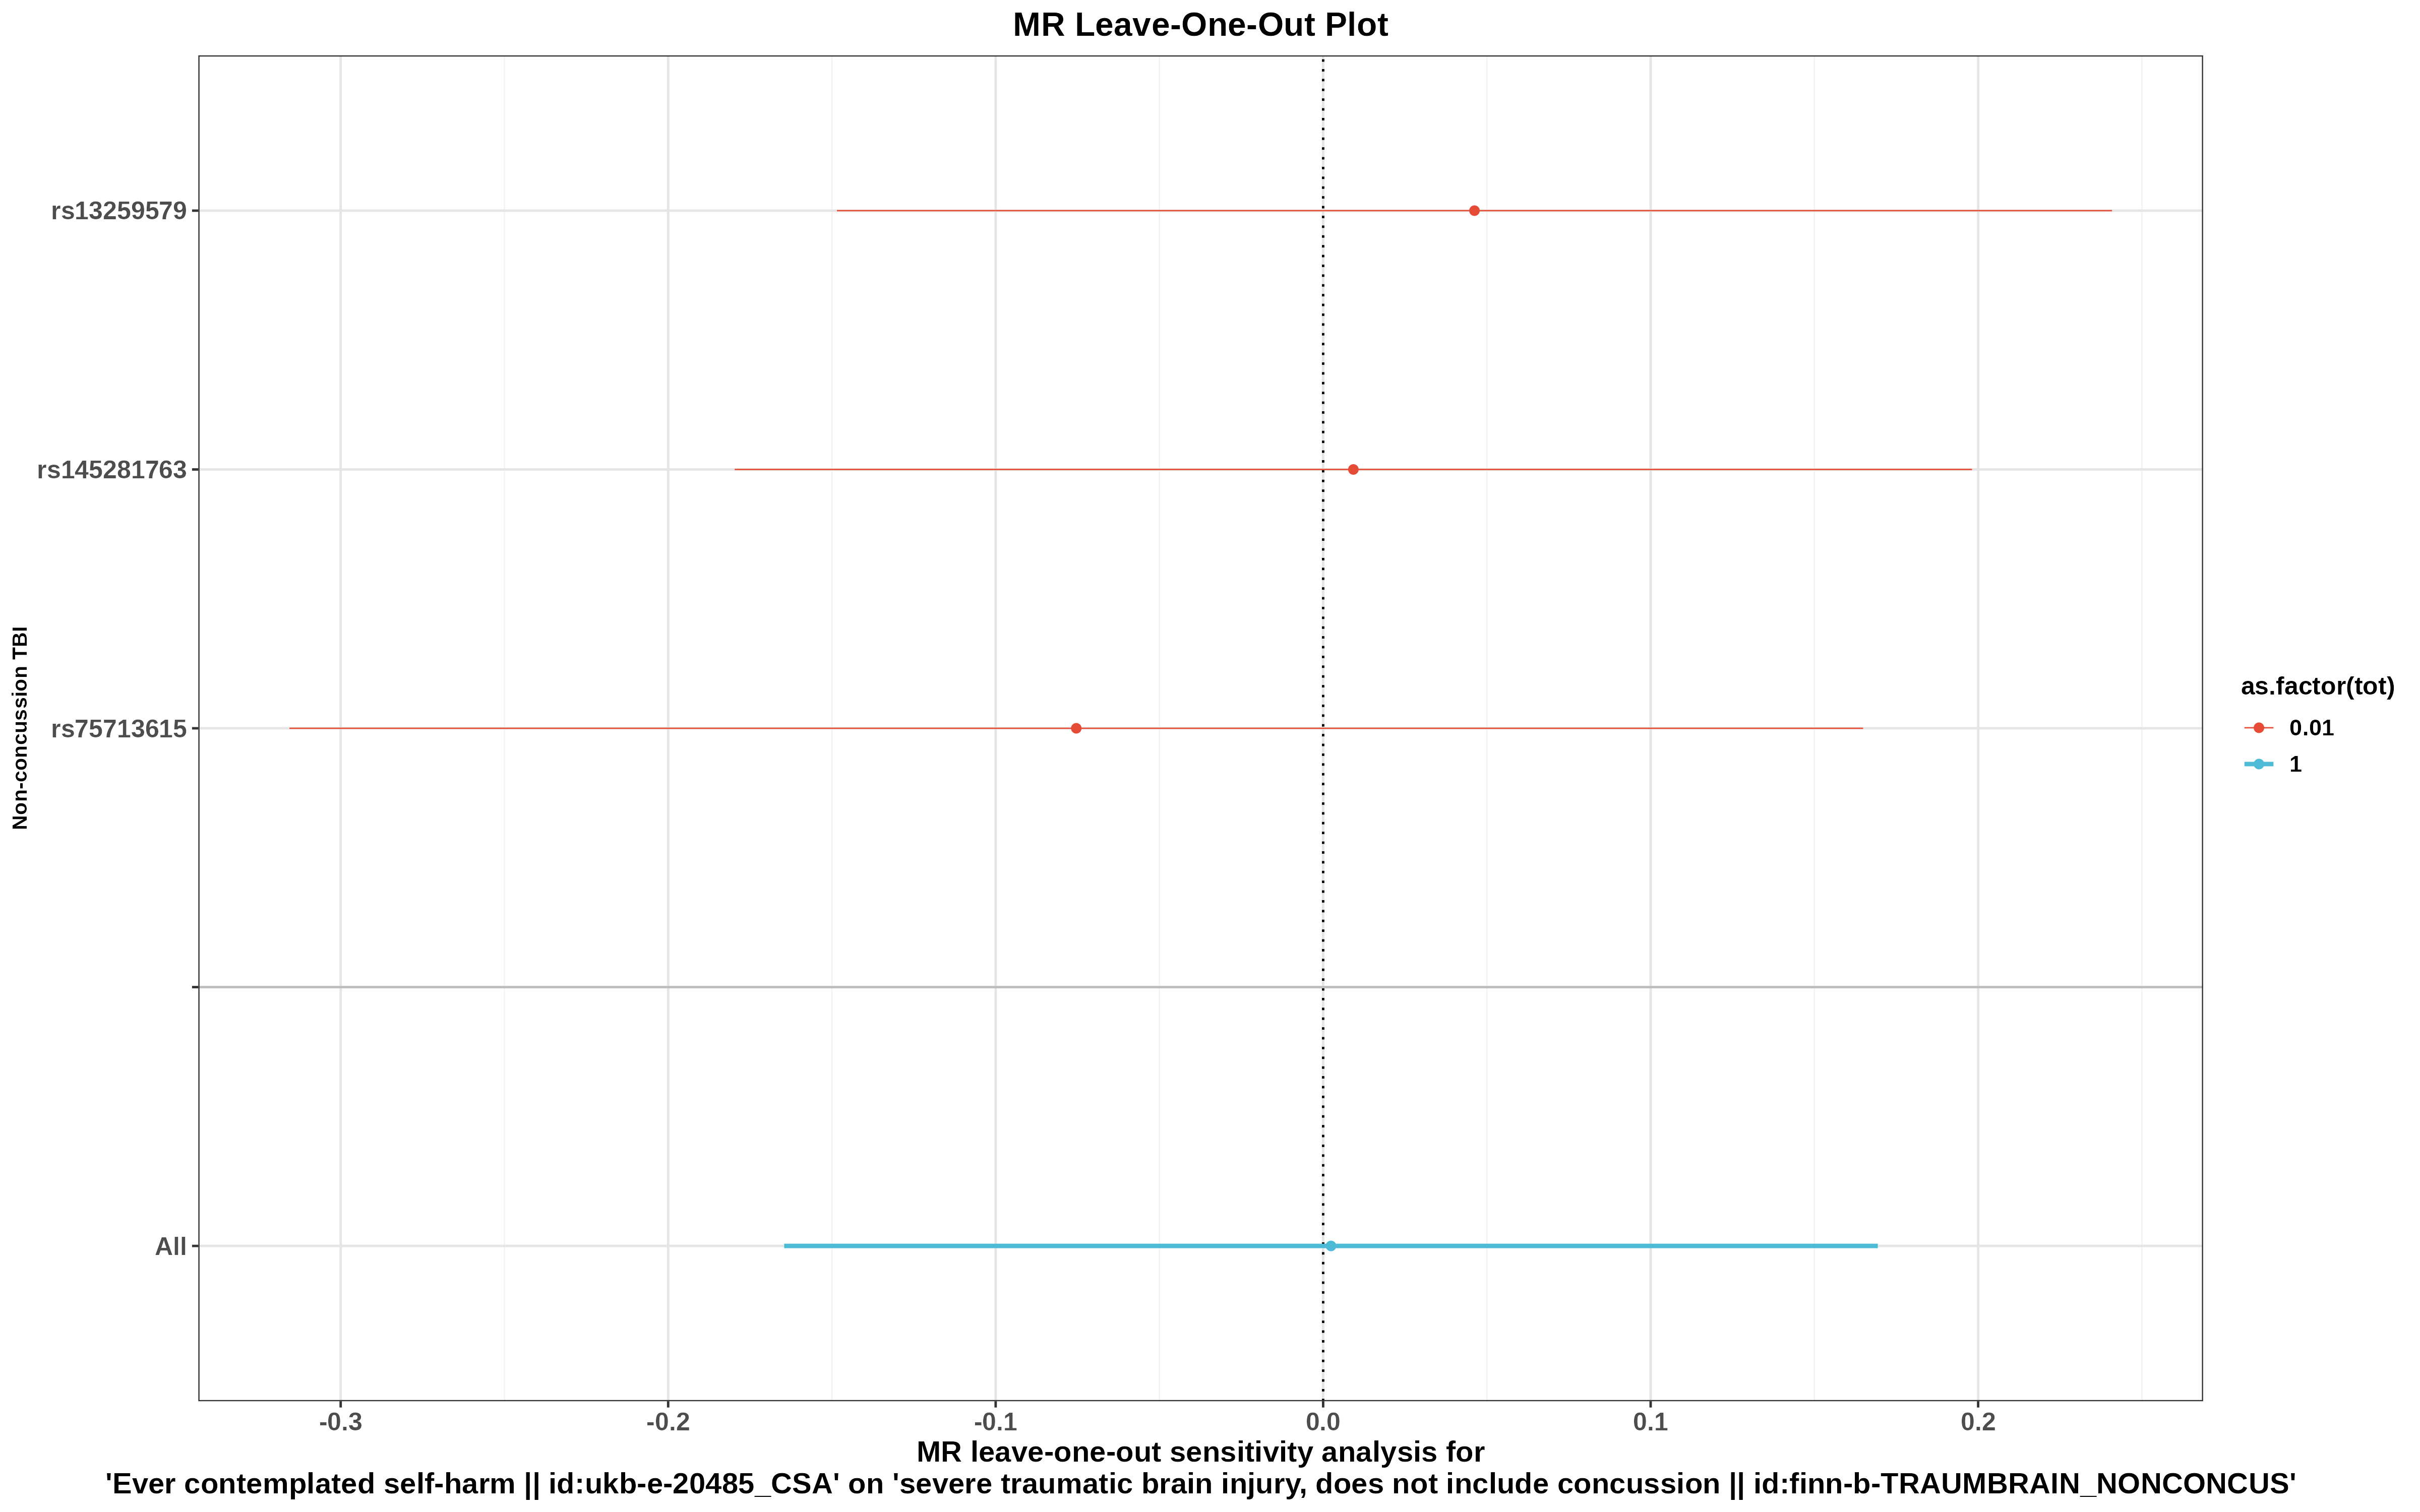 MR Leave-One-Out Plot
Non-concussion TBI
rs13259579
rs145281763
rs75713615
All
-0.3
-0.2
-0.1
0.0
0.1
0.2
MR leave-one-out sensitivity analysis for
'Ever contemplated self-harm || id:ukb-e-20485_CSA' on 'severe traumatic brain injury, does not include concussion || id:finn-b-TRAUMBRAIN_NONCONCUS'
as.factor(tot)
0.01
1